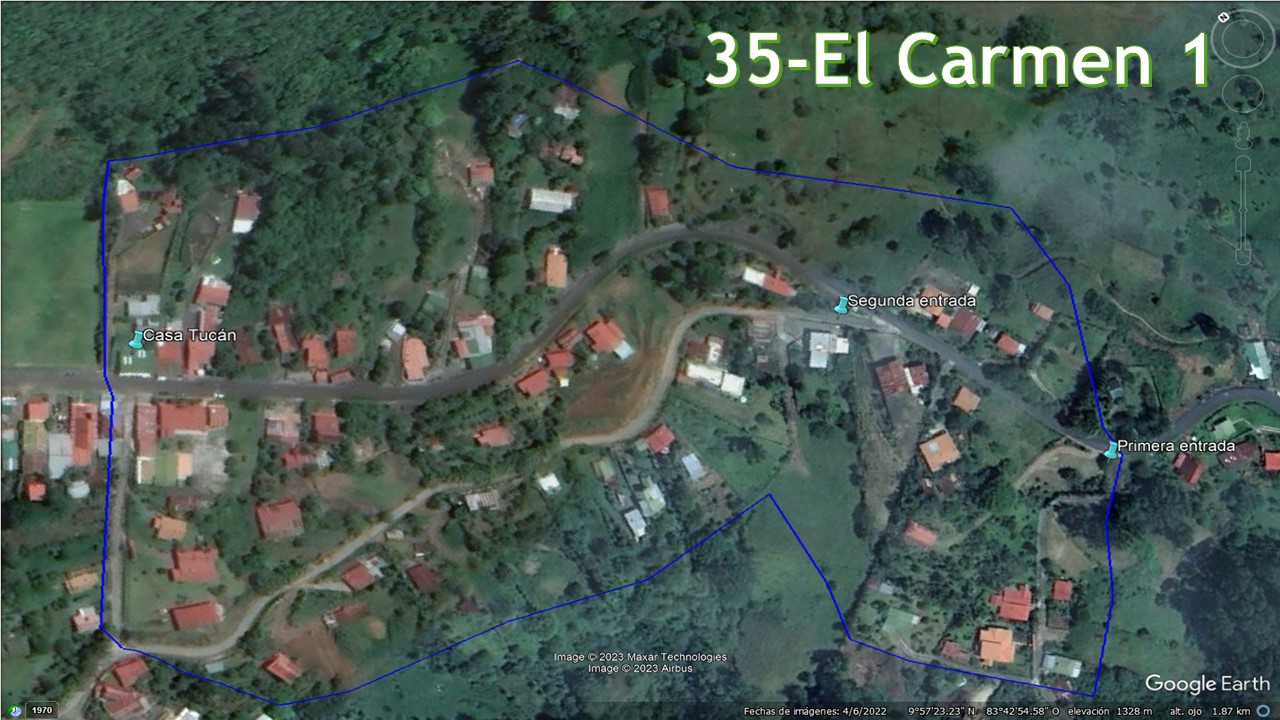 35-El Carmen 1
N
Segunda entrada
Casa Tucán
Primera entrada
Image © 2023 Maxar Technologies
Image © 2023 Airbus
Google Earth
1970
Fechas de imágenes: 4/6/2022 9°57'23.23" N 83°42'54.58" O elevación 1328 m alt. ojo 1.87 km